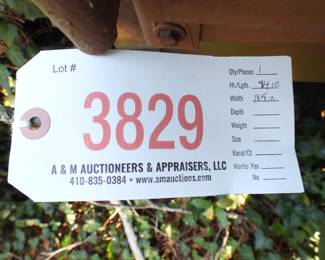 Lot #
3829
A & M AUCTIONEERS & APPRAISERS, LLC
410-835-0384 • www.amauctions.com
Qty/Pieces 1
Ht./Lgth.
Width
Depth
Weight
Size
Karat/Ct
Works: Yes
No